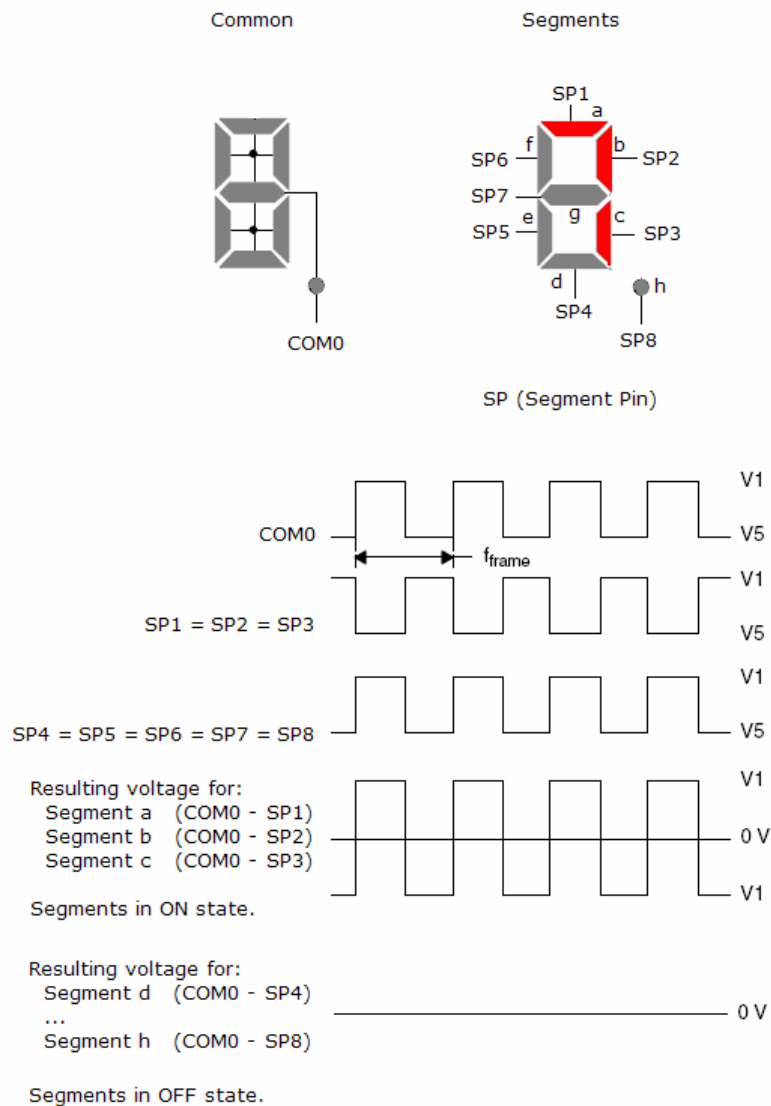 Common Segments
SP1
a
f b
SP6 SP2
SP7
e g c
SP5 SP3
d h
COM0 SP4
SP8
SP (Segment Pin)
V1
COM0 V5
fframe
V1
SP1 = SP2 = SP3 V5
V1
SP4 = SP5 = SP6 = SP7 = SP8 V5
Resulting voltage for: V1
Segment a (COM0 - SP1)
Segment b (COM0 - SP2) 0 V
Segment c (COM0 - SP3)
V1
Segments in ON state.
Resulting voltage for:
Segment d (COM0 - SP4)
... 0 V
Segment h (COM0 - SP8)
Segments in OFF state.